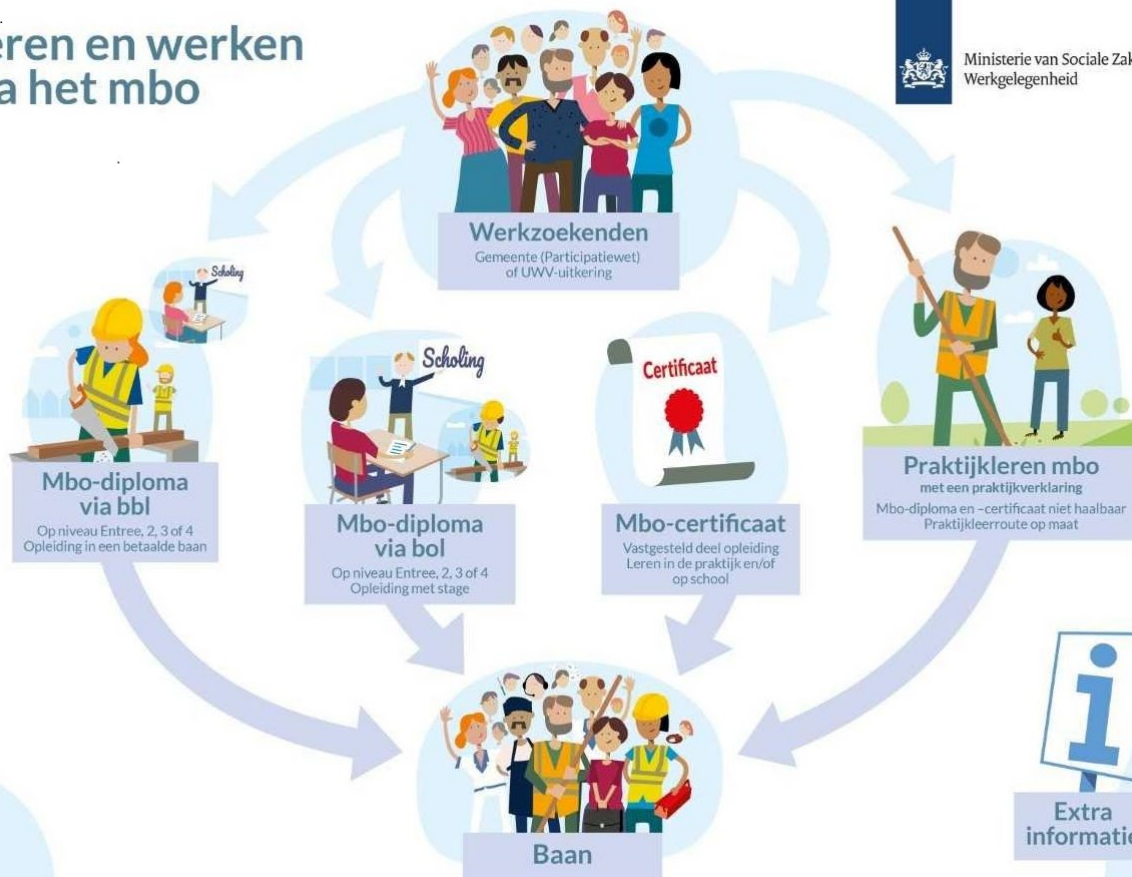 eren en werken
a het mbo
Ministerie van Sociale Zak
Werkgelegenheid
Werkzoekenden
Gemeente (Participatiewet)
of UWV-uitkering
Scholing
Mbo-diploma
via bbl
Op niveau Entree, 2, 3 of 4
Opleiding in een betaalde baan
Scholing
Mbo-diploma
via bol
Op niveau Entree, 2, 3 of 4
Opleiding met stage
Certificaat
Mbo-certificaat
Vastgesteld deel opleiding
Leren in de praktijk en/of
op school
Praktijkleren mbo
met een praktijkverklaring
Mbo-diploma en –certificaat niet haalbaar
Praktijkleerroute op maat
Baan
i
Extra
informatie